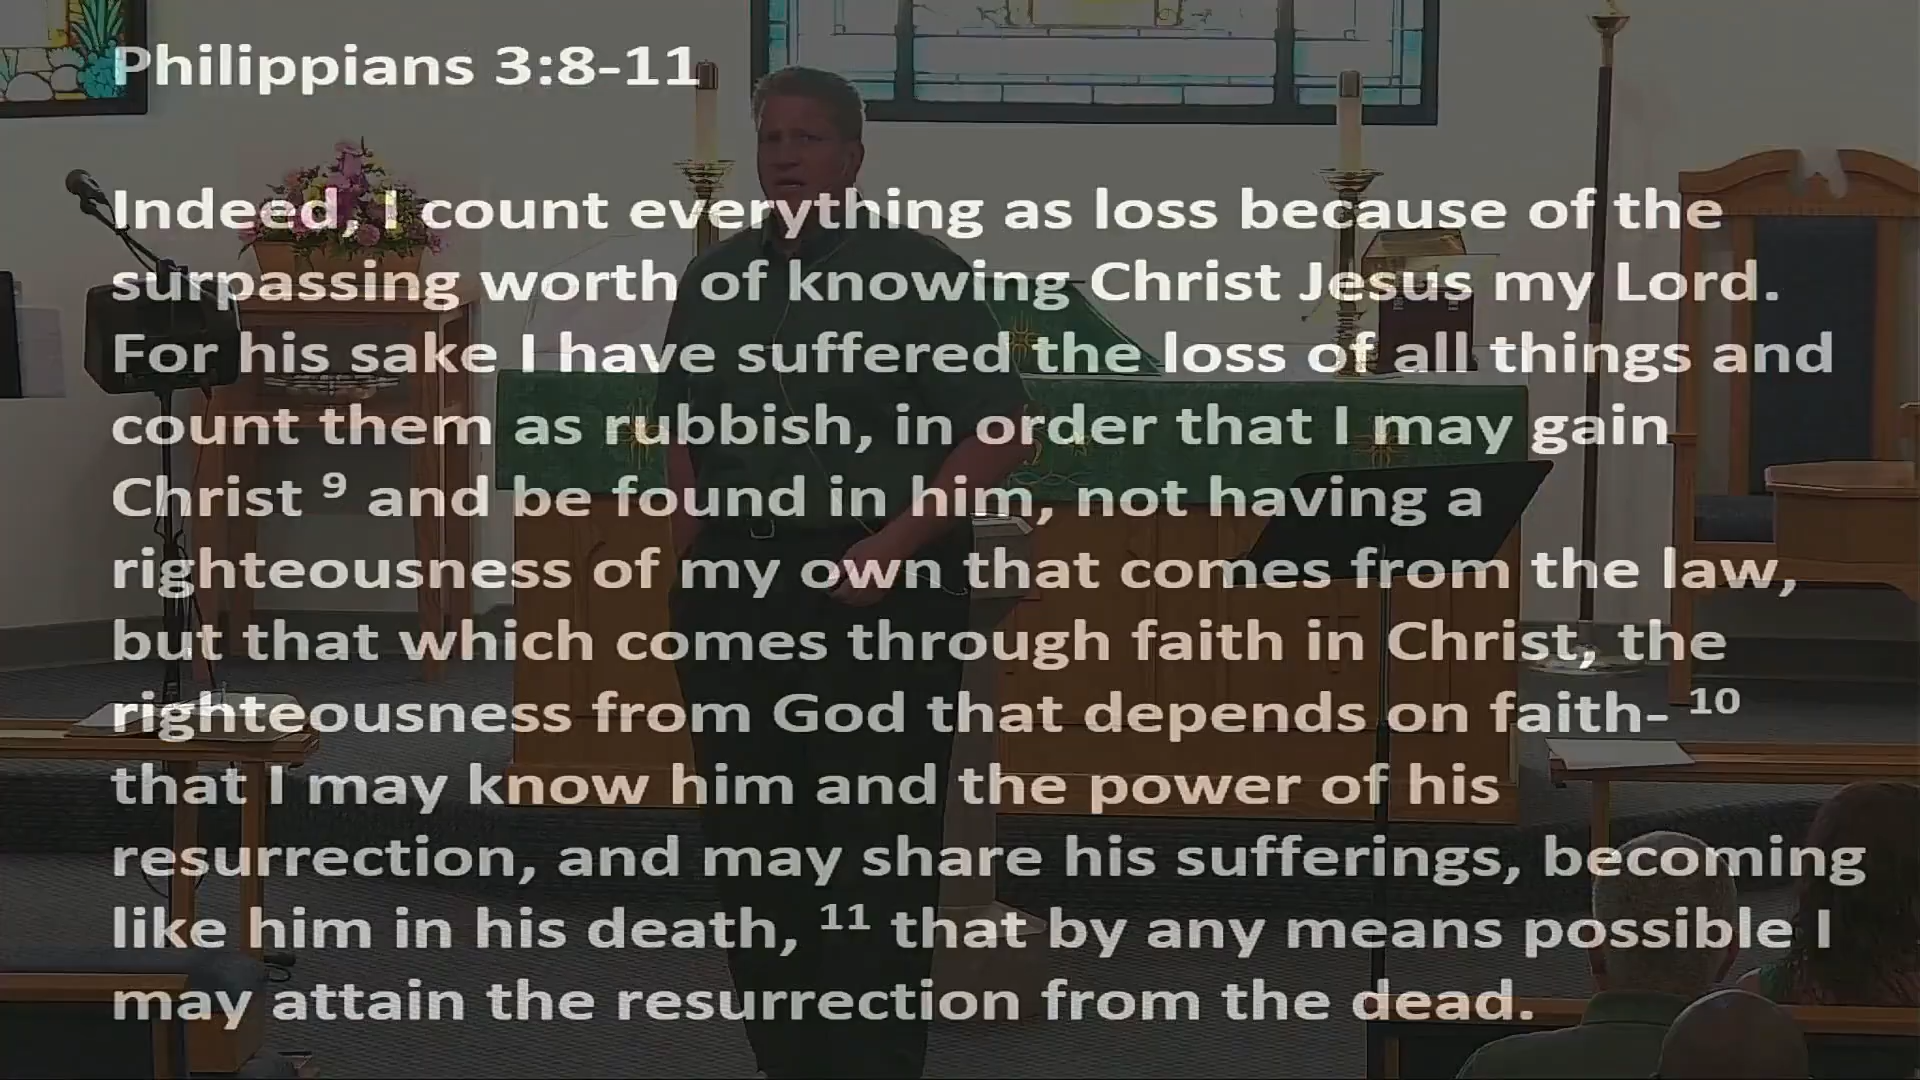 Philippians 3:8-11
Indeed, I count everything as loss because of the
surpassing worth of knowing Christ Jesus my Lord.
For his sake I have suffered the loss of all things and
count them as rubbish, in order that I may gain
Christ ⁹ and be found in him, not having a
righteousness of my own that comes from the law,
but that which comes through faith in Christ, the
righteousness from God that depends on faith- ¹⁰
that I may know him and the power of his
resurrection, and may share his sufferings, becoming
like him in his death, ¹¹ that by any means possible I
may attain the resurrection from the dead.